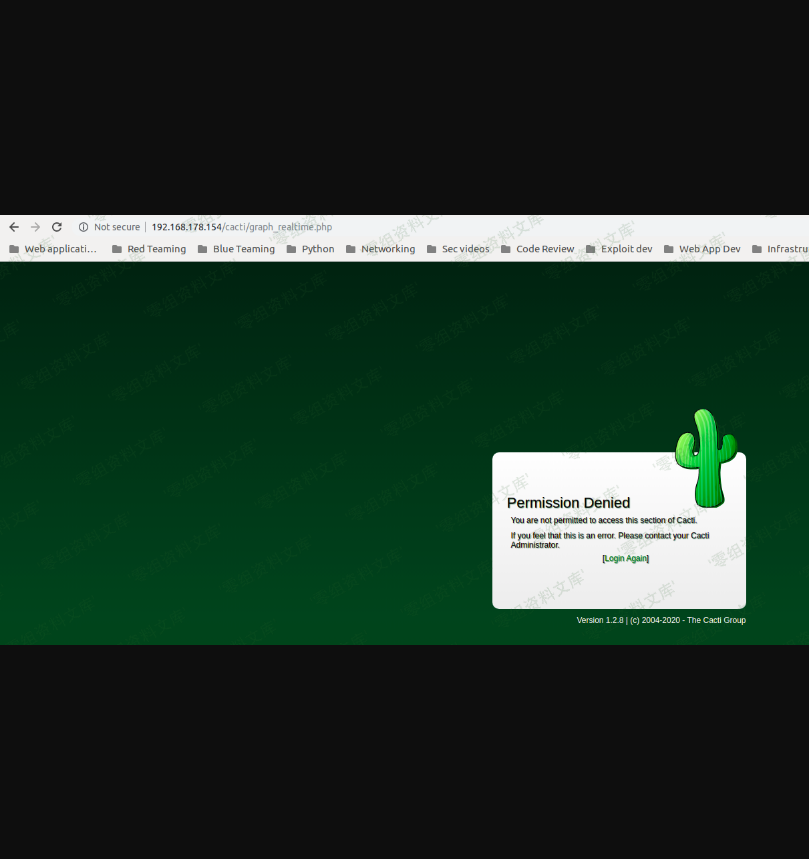 Not secure | 192.168.178.154/cacti/graph_realtime.php
Web applicati… Red Teaming Blue Teaming Python Networking Sec videos Code Review Exploit dev Web App Dev Infrastru
Permission Denied
You are not permitted to access this section of Cacti.
If you feel that this is an error. Please contact your Cacti
Administrator.
[Login Again]
Version 1.2.8 | (c) 2004-2020 - The Cacti Group
'零组资料文库'